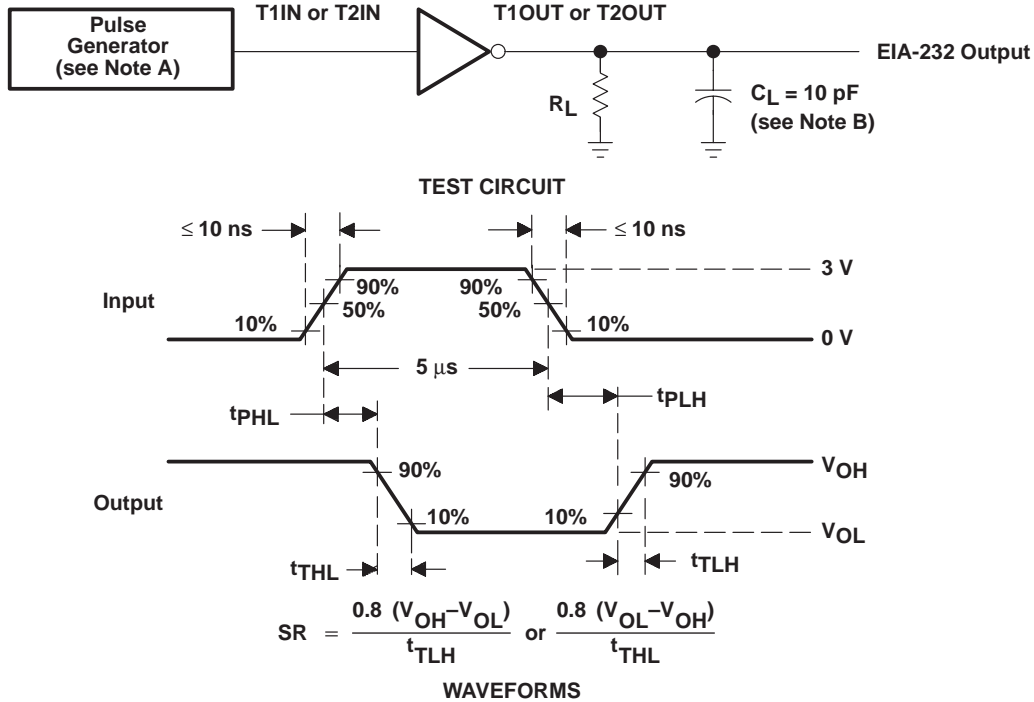 Pulse
Generator
(see Note A)
T1IN or T2IN
T1OUT or T2OUT
EIA-232 Output
RL
CL = 10 pF
(see Note B)
TEST CIRCUIT
≤ 10 ns
≤ 10 ns
Input
10%
90%
50%
90%
50%
10%
3 V
0 V
5 μs
tPHL
tPLH
Output
90%
10%
10%
90%
VOH
VOL
tTHL
tTLH
SR = 0.8 (VOH–VOL) / tTLH or 0.8 (VOL–VOH) / tTHL
WAVEFORMS